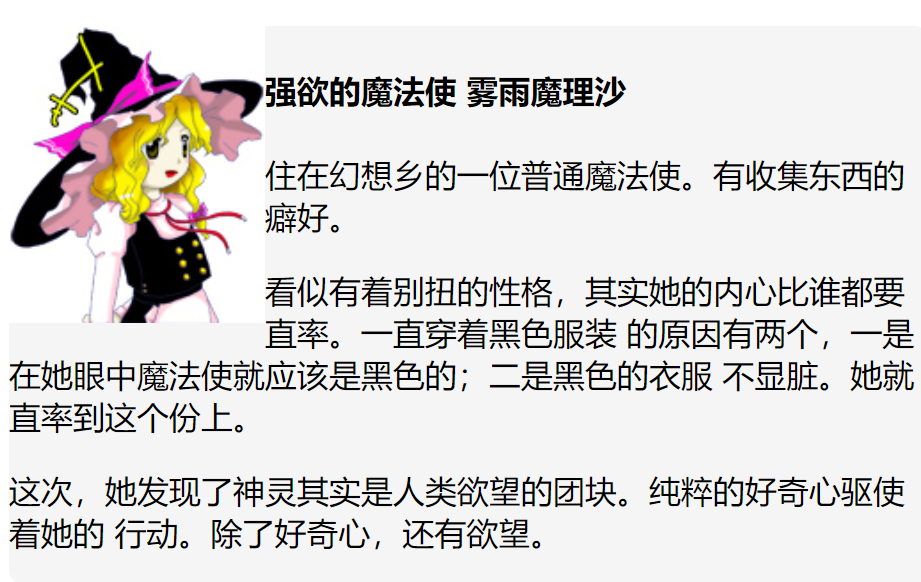 强欲的魔法使 雾雨魔理沙
住在幻想乡的一位普通魔法使。有收集东西的
癖好。
看似有着别扭的性格，其实她的内心比谁都要
直率。一直穿着黑色服装 的原因有两个，一是
在她眼中魔法使就应该是黑色的；二是黑色的衣服 不显脏。她就
直率到这个份上。
这次，她发现了神灵其实是人类欲望的团块。纯粹的好奇心驱使
着她的 行动。除了好奇心，还有欲望。